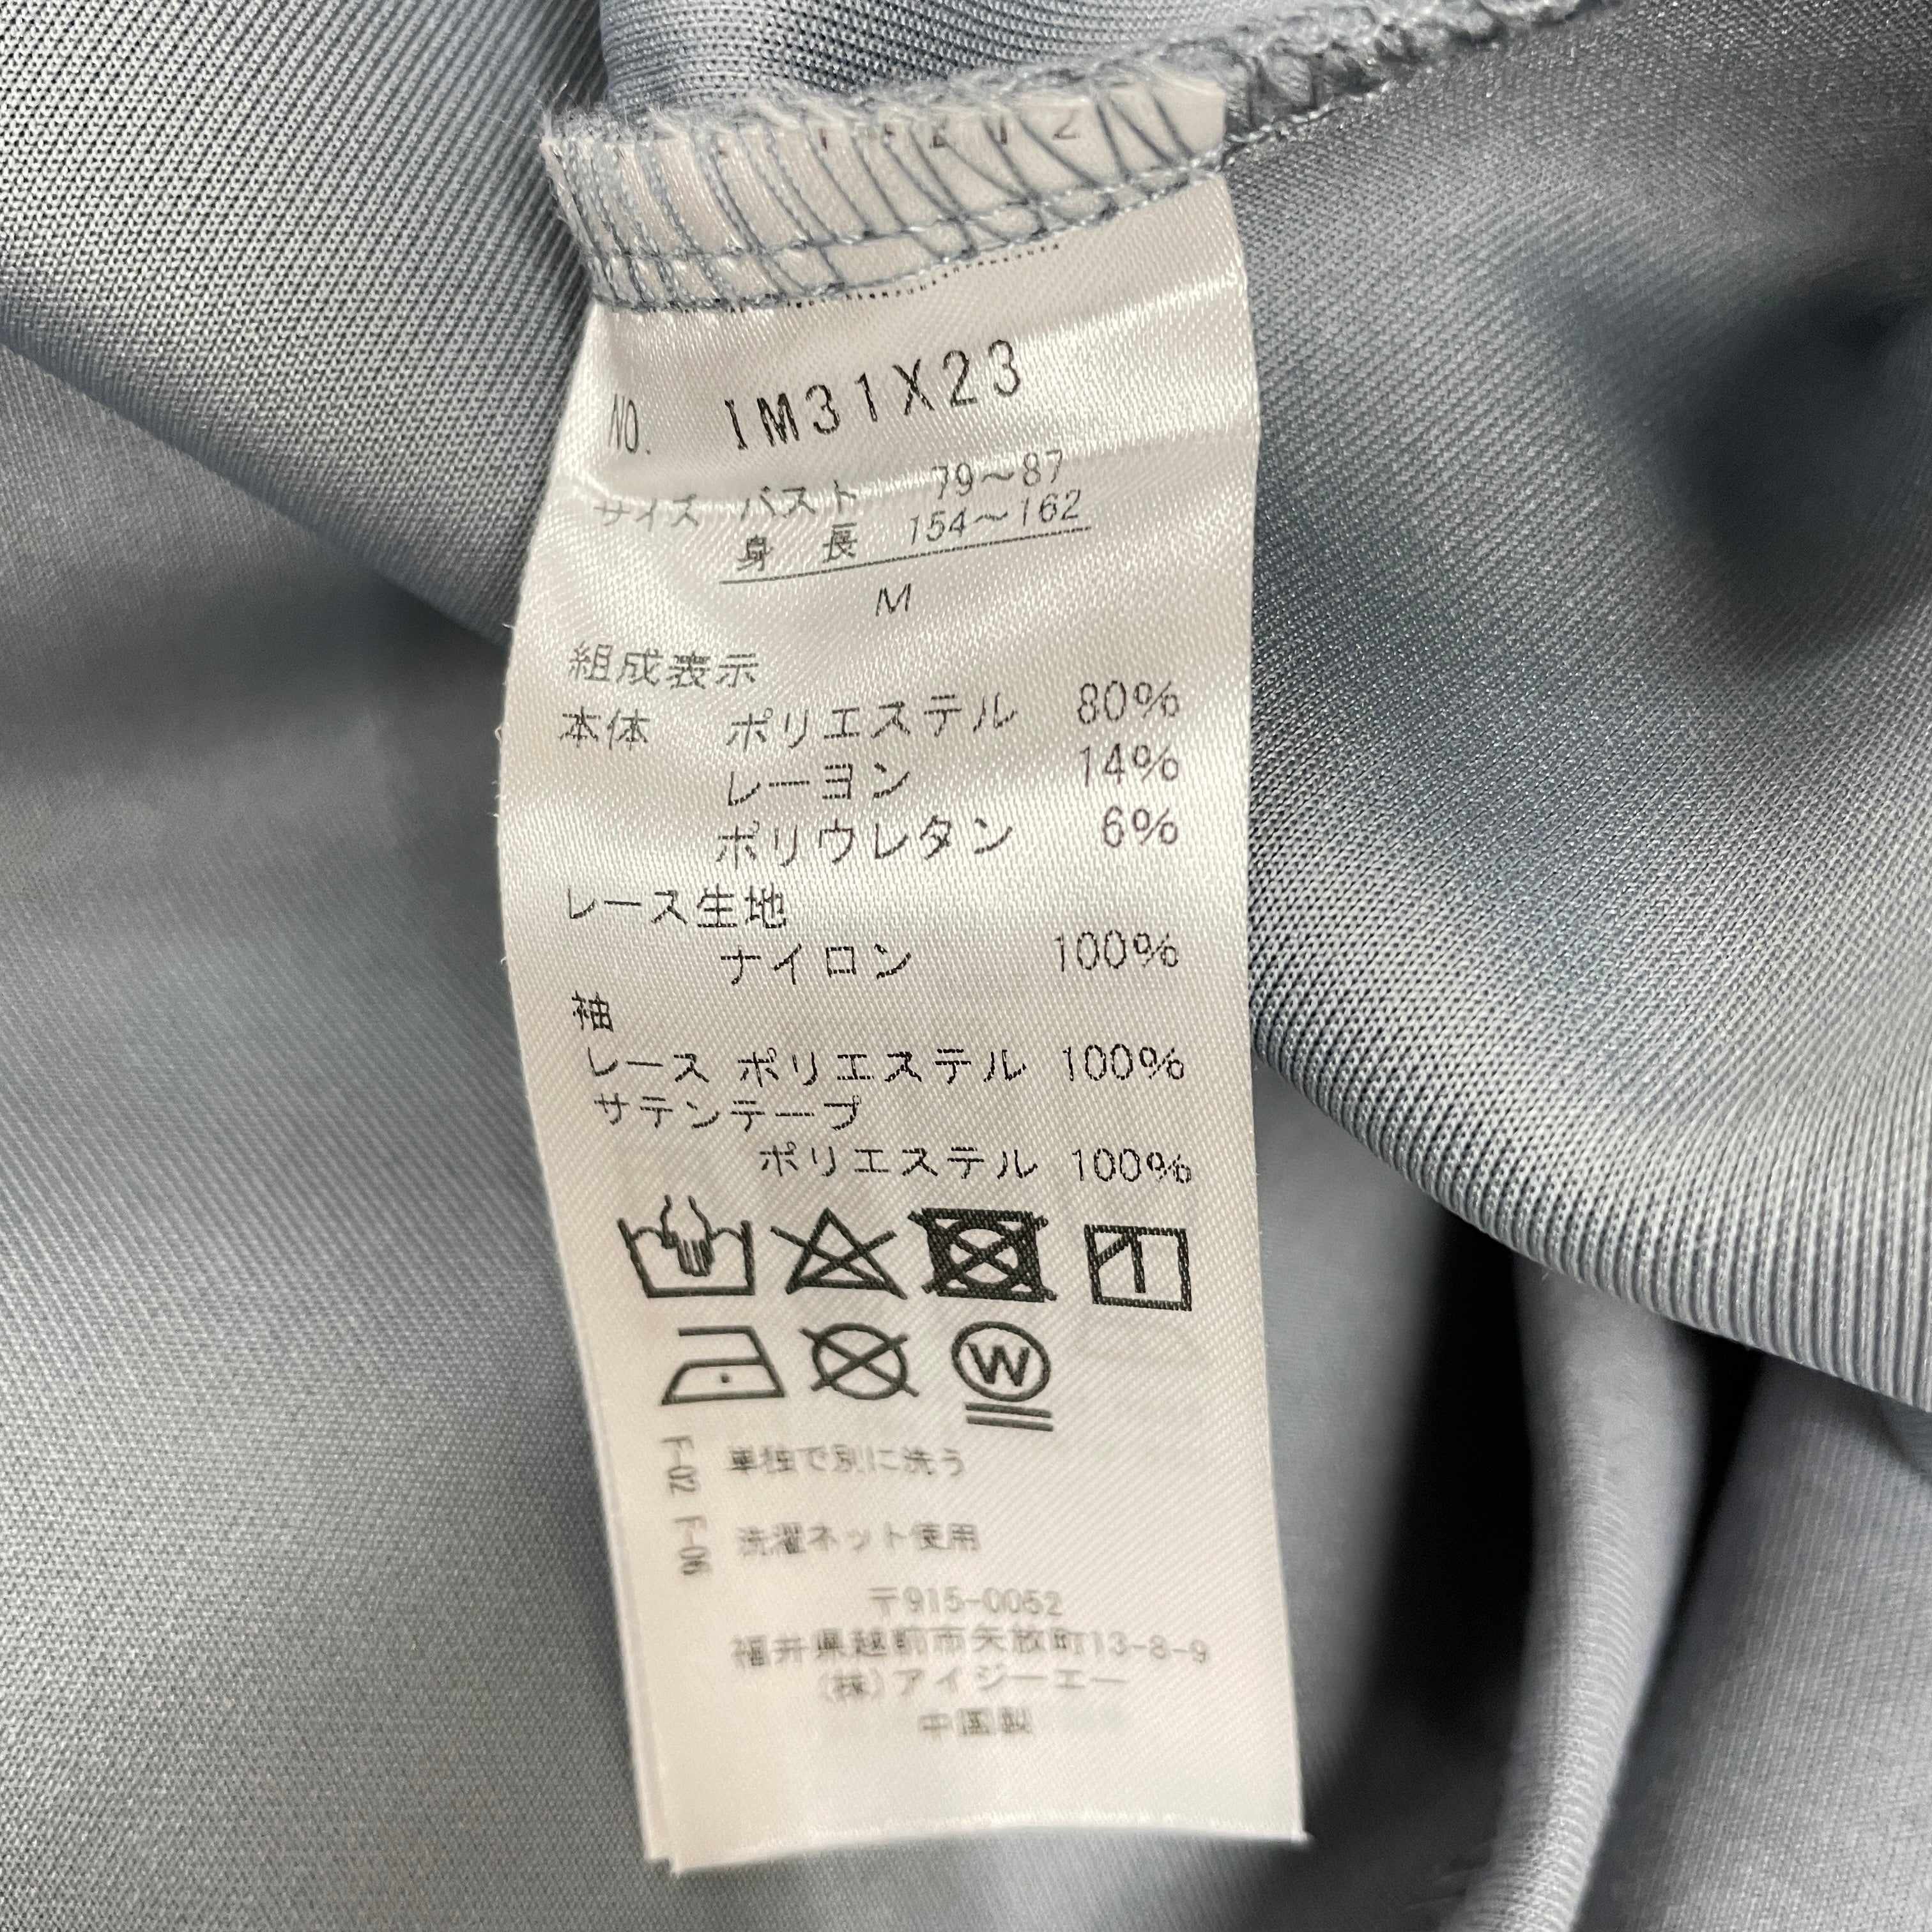 NO. IM31X23
サイズ バスト 79～87
身 長 154～162
M
組成表示
本体 ポリエステル 80%
レーヨン 14%
ポリウレタン 6%
レース生地
ナイロン 100%
袖
レース ポリエステル 100%
サテンテープ
ポリエステル 100%
W
F-02 単独で別に洗う
F-06 洗濯ネット使用
〒915-0052
福井県越前市矢放町13-8-9
(株)アイジーエー
中国製